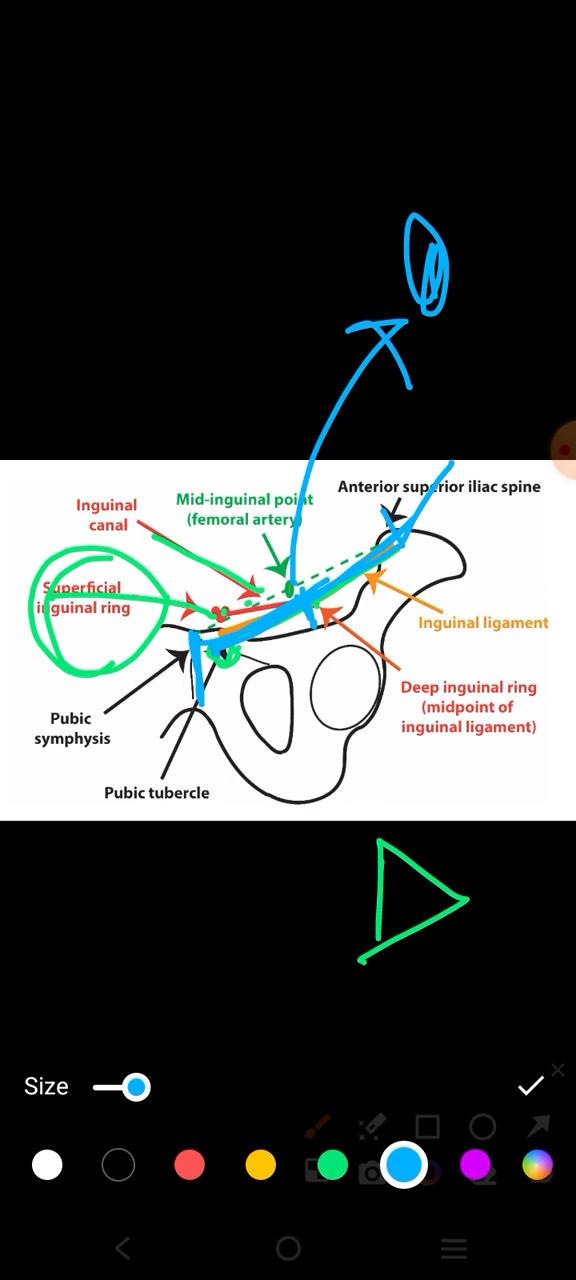 Anterior superior iliac spine
Mid-inguinal point
(femoral artery)
Inguinal
canal
Superficial
inguinal ring
Inguinal ligament
Deep inguinal ring
(midpoint of
inguinal ligament)
Pubic
symphysis
Pubic tubercle
Size